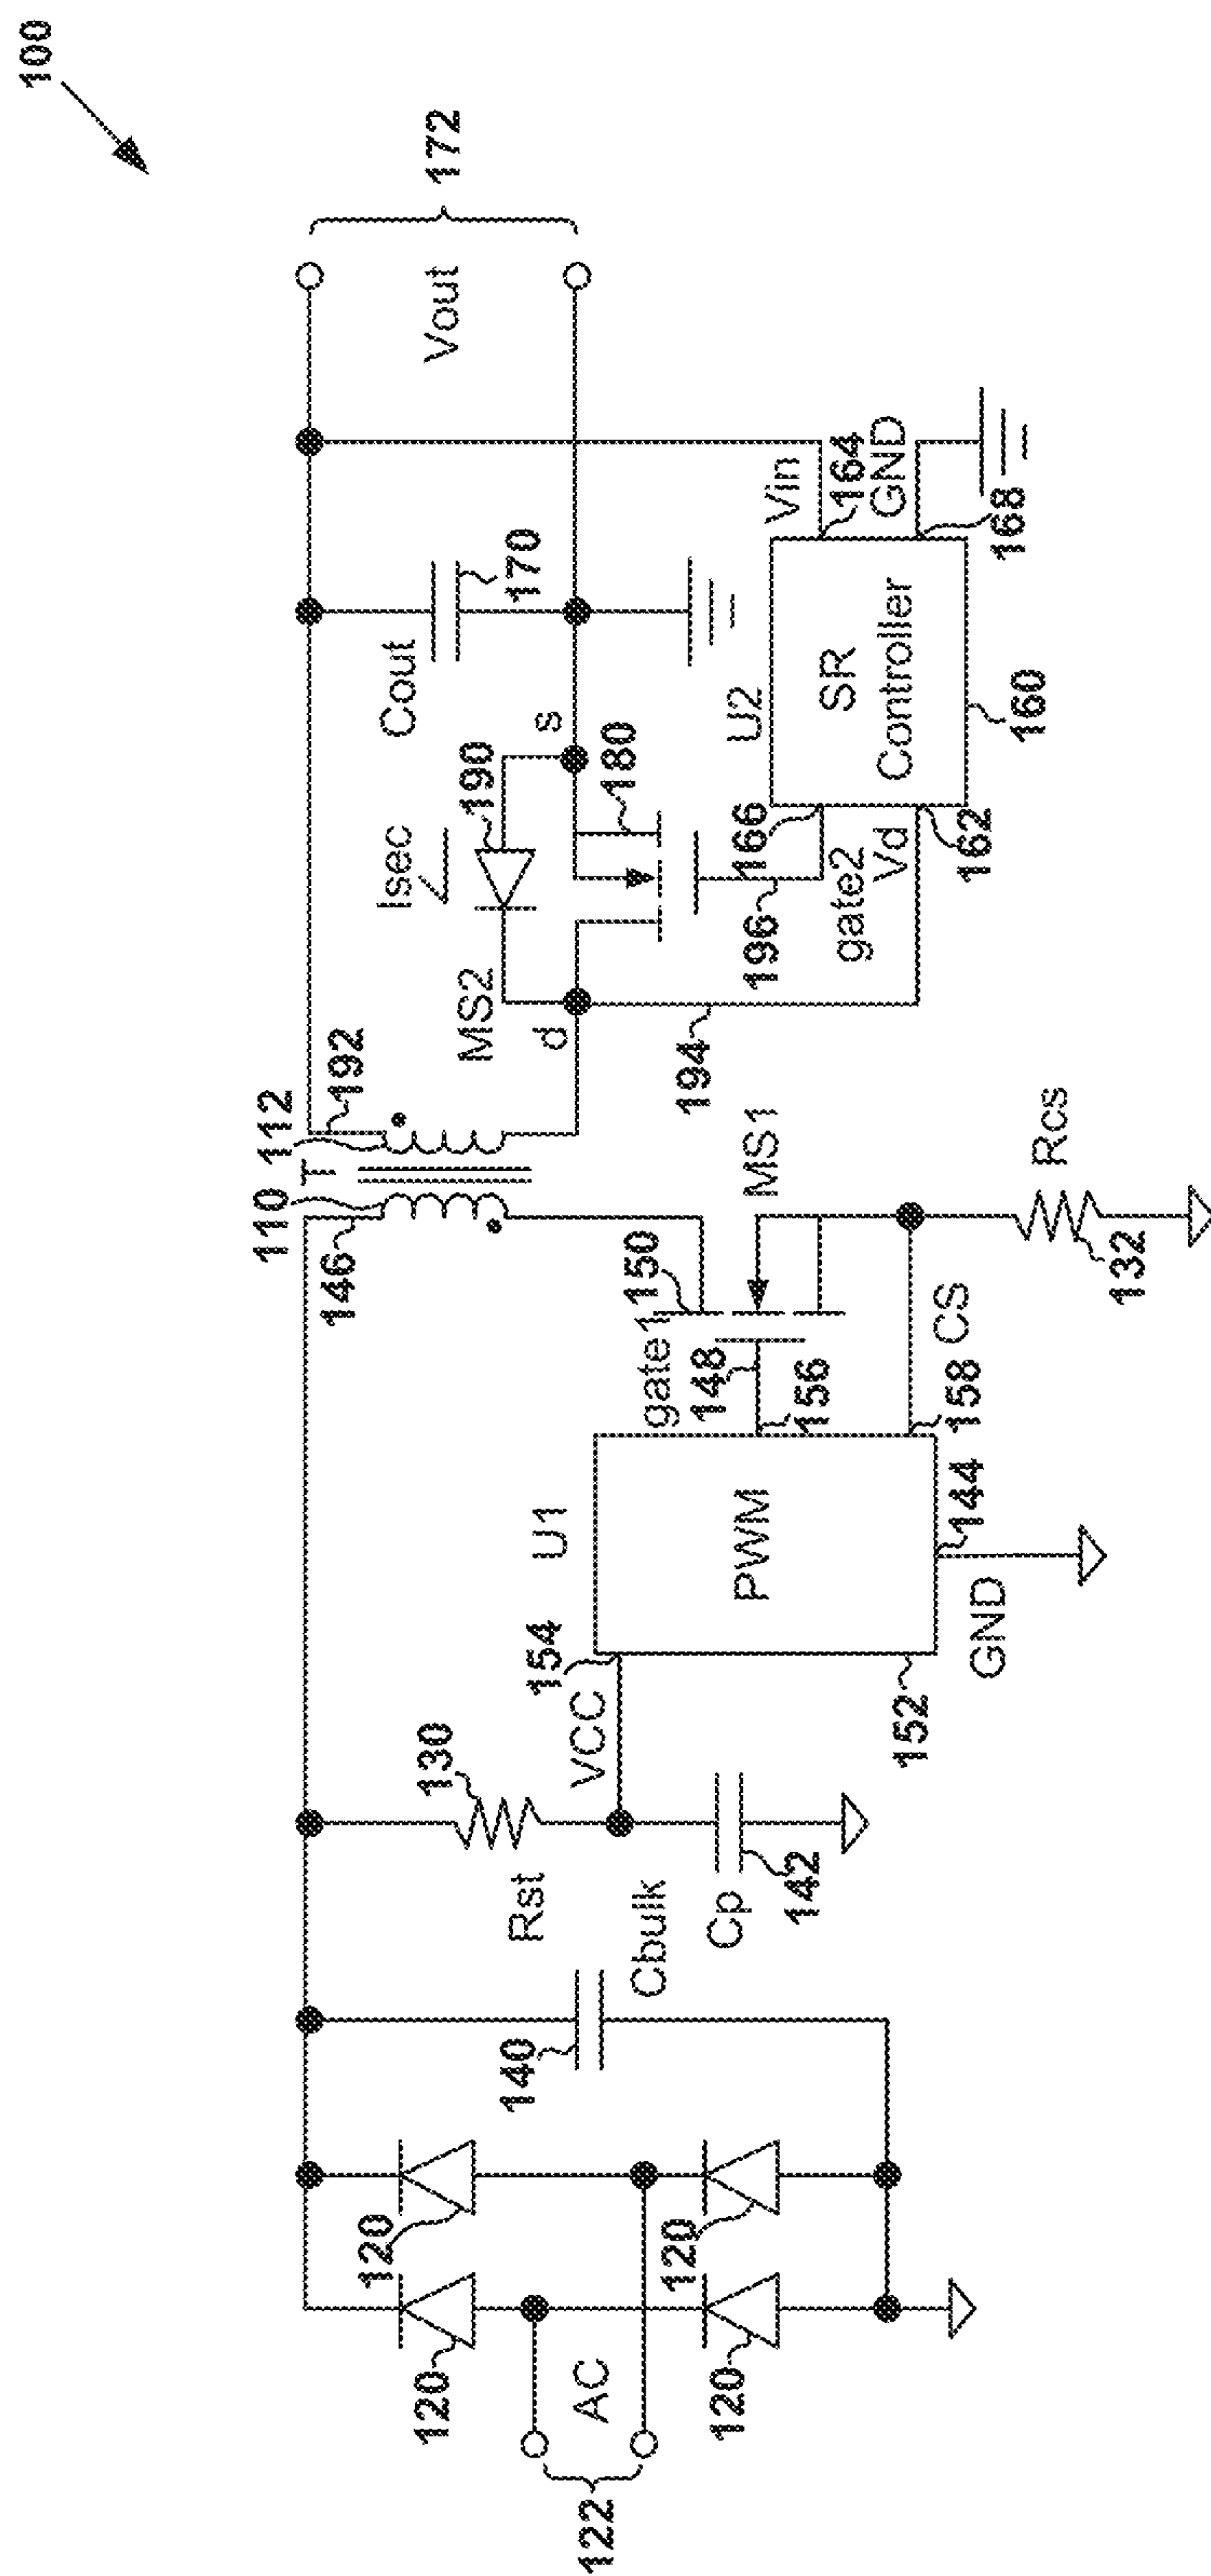 100
122
AC
120
120
120
120
140
Cbulk
130
Rst
Cp
142
VCC
154
U1
PWM
152
GND
144
146
110
T
112
192
gate1
148
150
156
158
CS
MS1
Rcs
132
d
MS2
Isec
190
s
180
194
196
gate2
166
Vd
162
U2
SR
Controller
160
Cout
170
Vin
164
GND
168
Vout
172